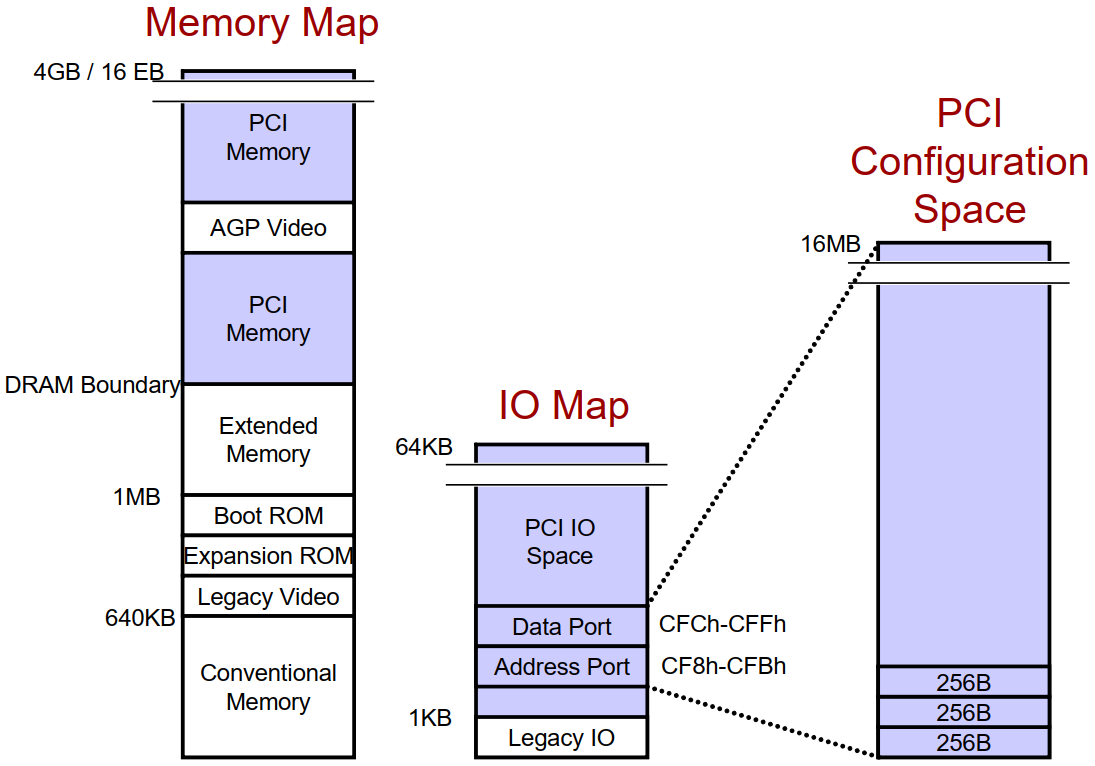 Memory Map
4GB / 16 EB
PCI
Memory
AGP Video
PCI
Memory
DRAM Boundary
Extended
Memory
1MB
Boot ROM
Expansion ROM
Legacy Video
640KB
Conventional
Memory
IO Map
64KB
PCI IO
Space
Data Port
CFCh-CFFh
Address Port
CF8h-CFBh
1KB
Legacy IO
PCI
Configuration
Space
16MB
256B
256B
256B